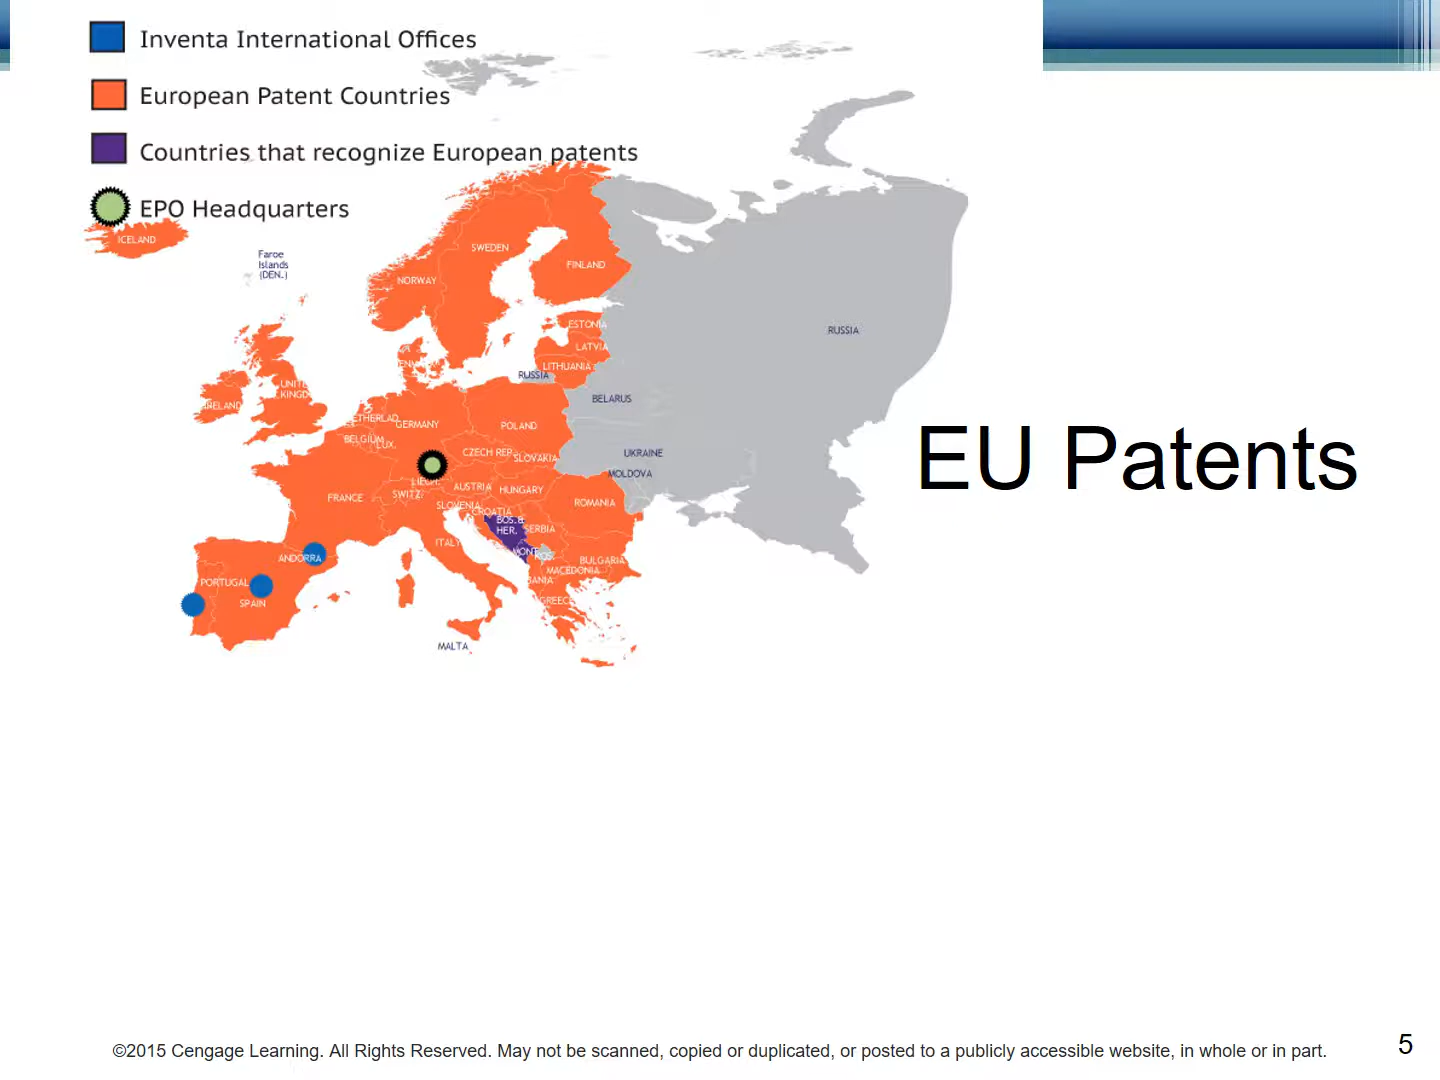 Inventa International Offices
European Patent Countries
Countries that recognize European patents
EPO Headquarters
ICELAND
Faroe
Islands
(DEN.)
SWEDEN
NORWAY
FINLAND
RUSSIA
ESTONIA
LATVIA
LITHUANIA
RUSSIA
BELARUS
POLAND
GERMANY
BELGIUM
LUX.
CZECH REP.
SLOVAKIA
UKRAINE
MOLDOVA
EU Patents
LIECH.
AUSTRIA
HUNGARY
SWITZ.
FRANCE
SLOVENIA
CROATIA
ROMANIA
BOS.&
HER.
SERBIA
ITALY
MONT
KOS.
BULGARIA
MACEDONIA
ANDORRA
PORTUGAL
SPAIN
GREECE
MALTA
©2015 Cengage Learning. All Rights Reserved. May not be scanned, copied or duplicated, or posted to a publicly accessible website, in whole or in part.
5